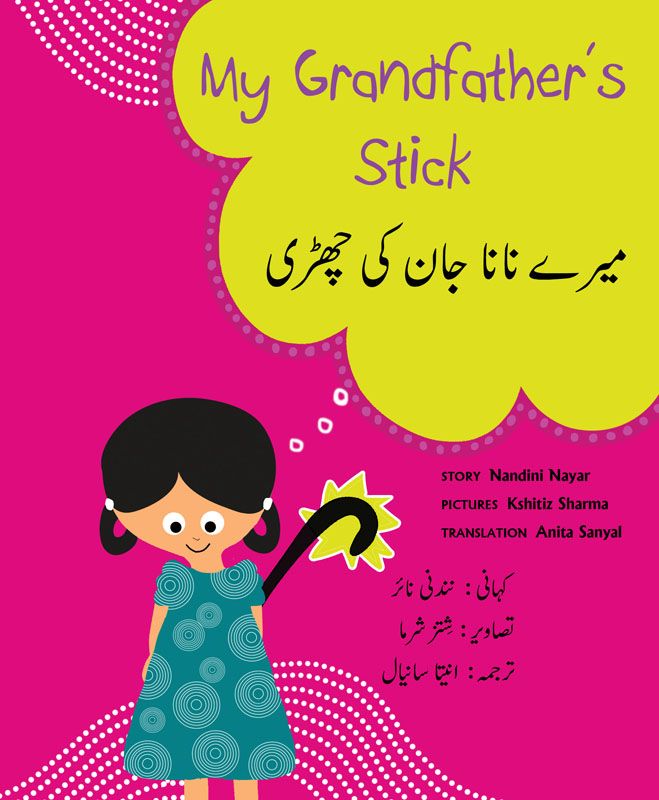 My Grandfather's
Stick
میرے نانا جان کی چھڑی
STORY Nandini Nayar
PICTURES Kshitiz Sharma
TRANSLATION Anita Sanyal
کہانی : نندنی نائر
تصاویر : شتز شرما
ترجمہ : انیتا سانیال